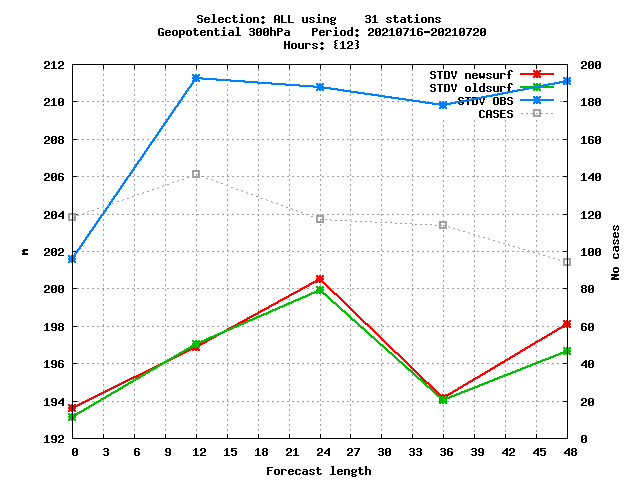 Selection: ALL using    31 stations
Geopotential 300hPa   Period: 20210716-20210720
Hours: {12}
STDV newsurf
STDV oldsurf
STDV OBS
CASES
212
210
208
206
204
202
200
198
196
194
192
m
200
180
160
140
120
100
80
60
40
20
0
No cases
0 3 6 9 12 15 18 21 24 27 30 33 36 39 42 45 48
Forecast length